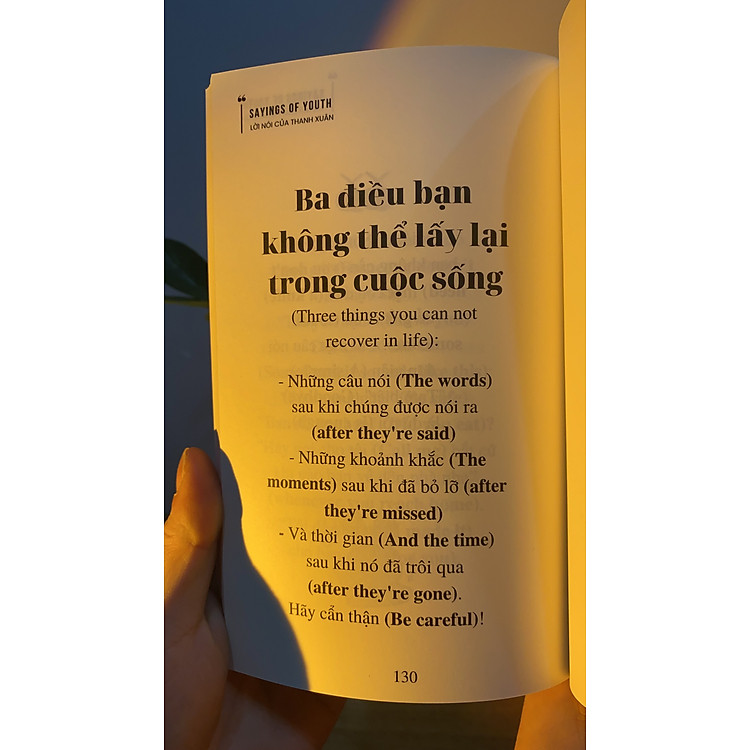 SAYINGS OF YOUTH
LỜI NÓI CỦA THANH XUÂN
Ba điều bạn
không thể lấy lại
trong cuộc sống
(Three things you can not
recover in life):
- Những câu nói (The words)
sau khi chúng được nói ra
(after they're said)
- Những khoảnh khắc (The
moments) sau khi đã bỏ lỡ (after
they're missed)
- Và thời gian (And the time)
sau khi nó đã trôi qua
(after they're gone).
Hãy cẩn thận (Be careful)!
130